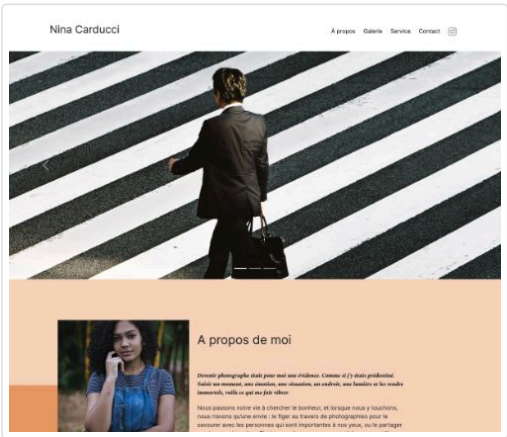 Nina Carducci
À propos Galerie Service Contact
A propos de moi
Devenir photographe était pour moi une évidence. Comme si j'y étais prédestiné.
Saisir un moment, une émotion, une situation, un endroit, une lumière et les rendre
immortels, voilà ce qui me fait vibrer.
Nous passons notre vie à chercher le bonheur, et lorsque nous y touchons,
nous n'avons qu'une envie : le figer au travers de photographies pour le
savourer avec les personnes qui sont importantes à nos yeux, ou le partager